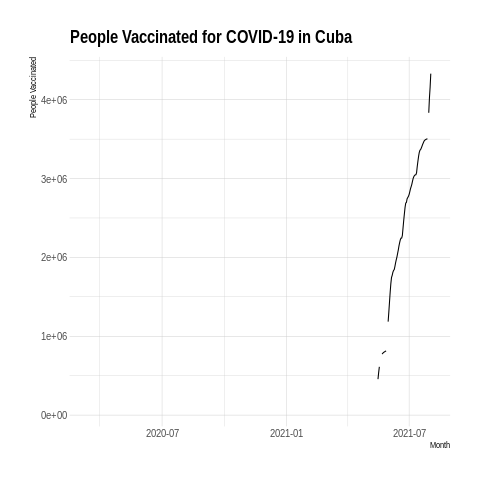 People Vaccinated for COVID-19 in Cuba
People Vaccinated
4e+06
3e+06
2e+06
1e+06
0e+00
2020-07 2021-01 2021-07
Month